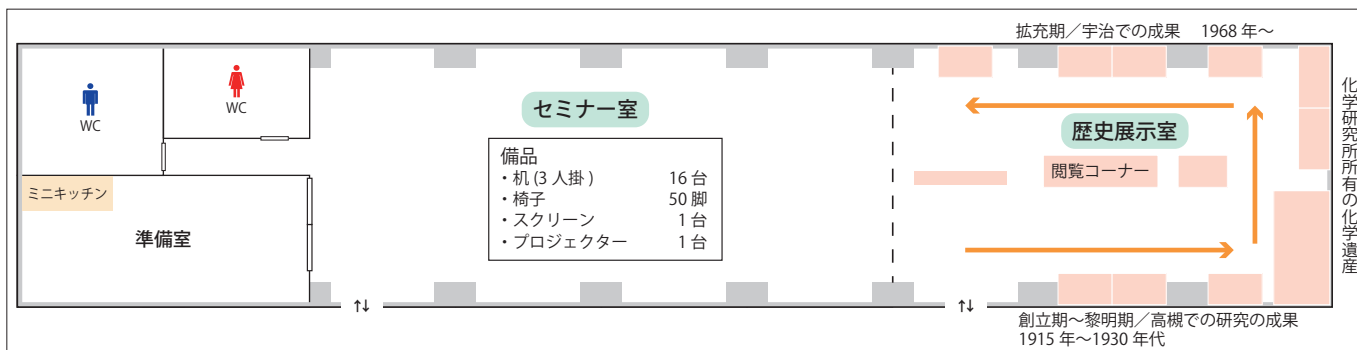 拡充期／宇治での成果　1968 年～
WC
WC
セミナー室
歴史展示室
備品
・机 ( 3 人掛 )　16 台
・椅子　50 脚
・スクリーン　1 台
・プロジェクター　1 台
閲覧コーナー
ミニキッチン
準備室
化学研究所所有の化学遺産
創立期～黎明期／高槻での研究の成果
1915 年～1930 年代